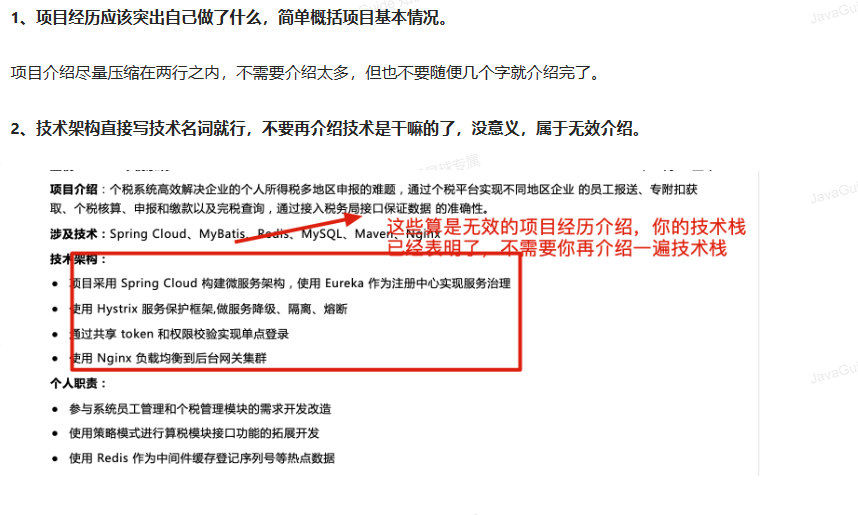 1、项目经历应该突出自己做了什么，简单概括项目基本情况。
项目介绍尽量压缩在两行之内，不需要介绍太多，但也不要随便几个字就介绍完了。
2、技术架构直接写技术名词就行，不要再介绍技术是干嘛的了，没意义，属于无效介绍。
项目介绍：个税系统高效解决企业的个人所得税多地区申报的难题，通过个税平台实现不同地区企业 的员工报送、专附扣获
取、个税核算、申报和缴款以及完税查询，通过接入税务局接口保证数据 的准确性。
涉及技术：Spring Cloud、MyBatis、Redis、MySQL、Maven、Nginx
这些算是无效的项目经历介绍，你的技术栈
已经表明了，不需要你再介绍一遍技术栈
技术架构：
● 项目采用 Spring Cloud 构建微服务架构，使用 Eureka 作为注册中心实现服务治理
● 使用 Hystrix 服务保护框架,做服务降级、隔离、熔断
● 通过共享 token 和权限校验实现单点登录
● 使用 Nginx 负载均衡到后台网关集群
个人职责：
● 参与系统员工管理和个税管理模块的需求开发改造
● 使用策略模式进行算税模块接口功能的拓展开发
● 使用 Redis 作为中间件缓存登记序列号等热点数据